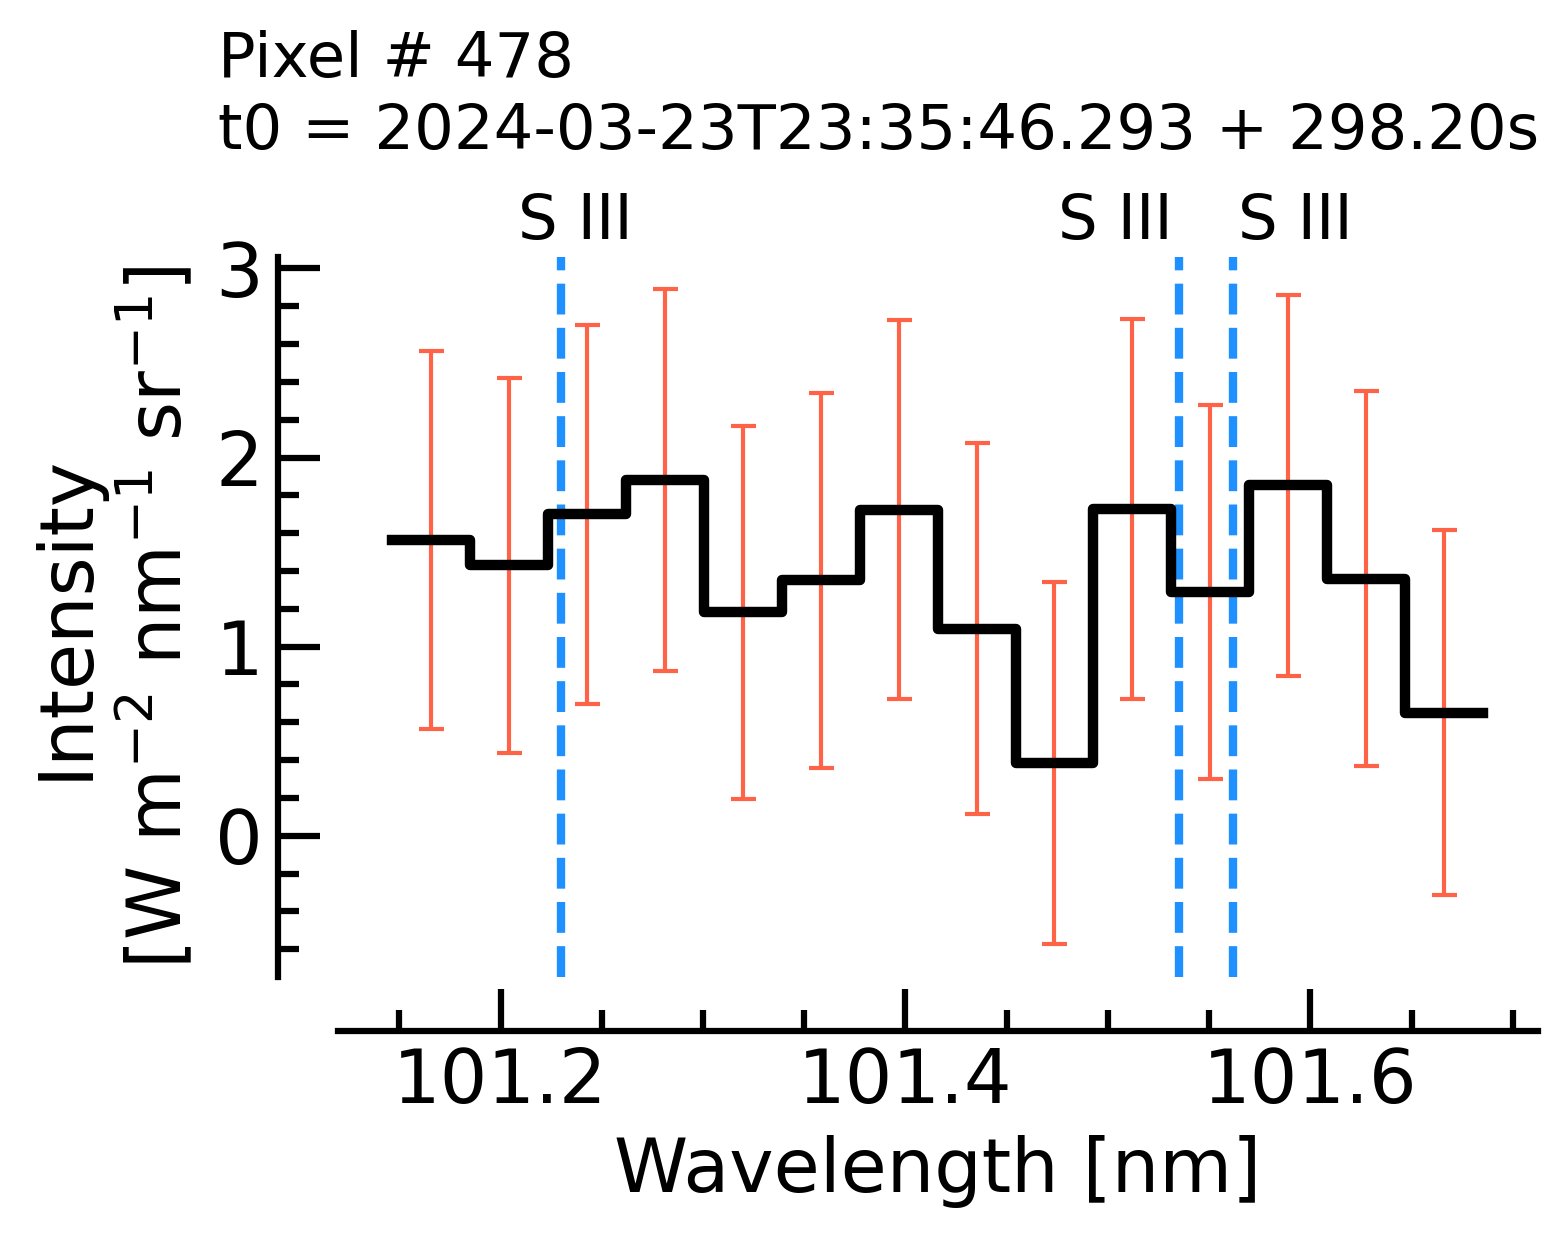 Pixel # 478
t0 = 2024-03-23T23:35:46.293 + 298.20s
S III S III S III
Intensity
[W m⁻² nm⁻¹ sr⁻¹]
3
2
1
0
101.2 101.4 101.6
Wavelength [nm]